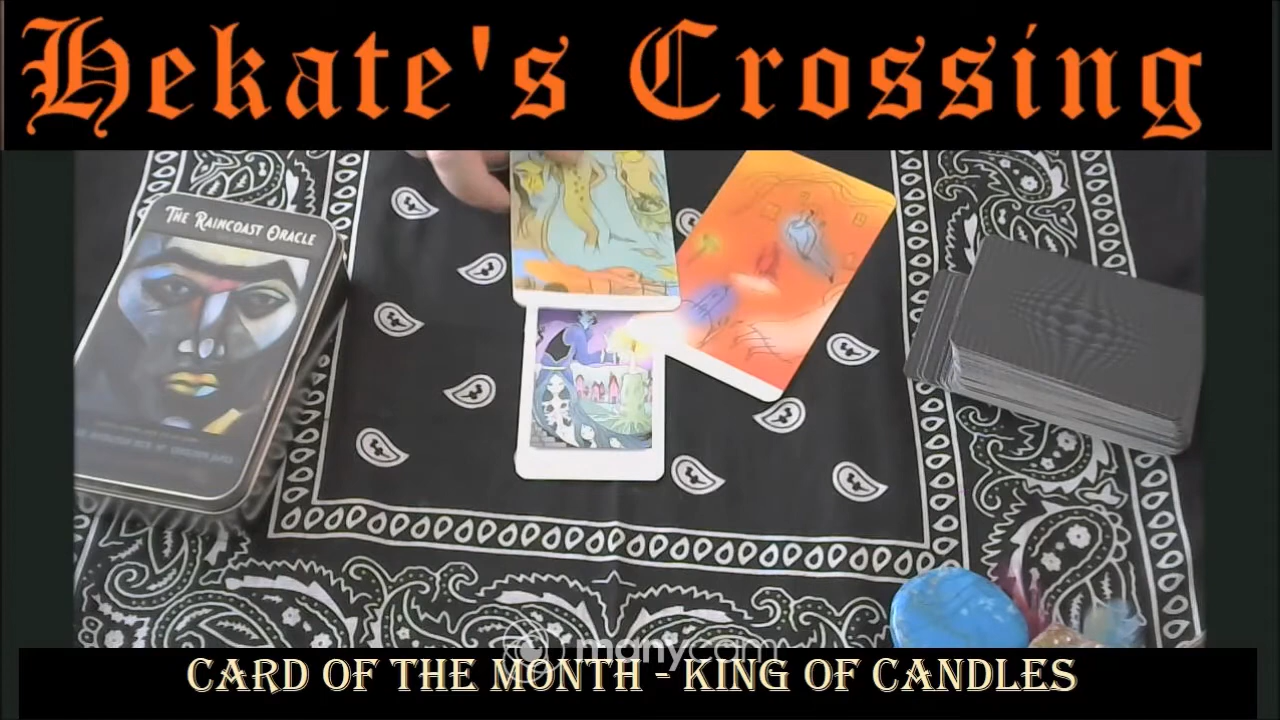 Hekate's Crossing
The Raincoast Oracle
manycam
CARD OF THE MONTH - KING OF CANDLES